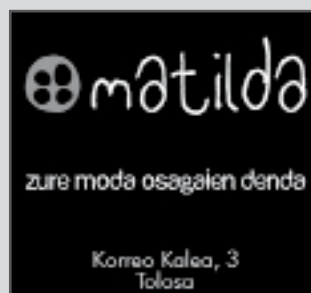 matilda
zure moda osagaien denda
Korreo Kalea, 3
Tolosa